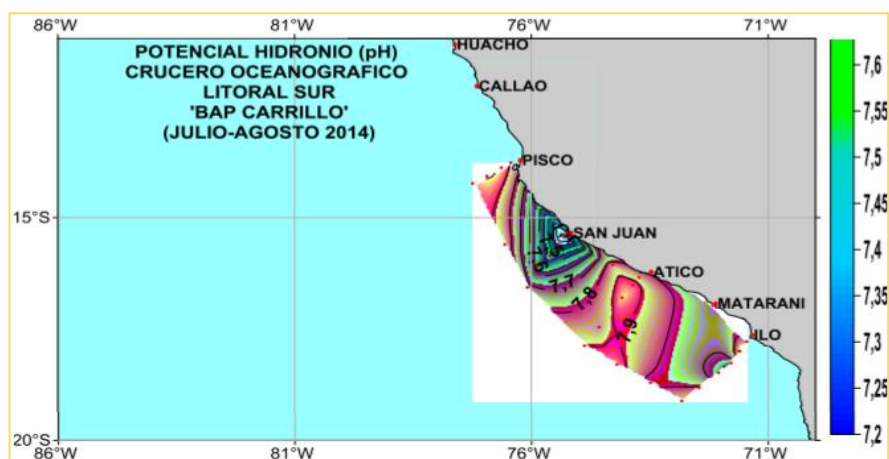 86°W 81°W 76°W 71°W
POTENCIAL HIDRONIO (pH)
CRUCERO OCEANOGRAFICO
LITORAL SUR
'BAP CARRILLO'
(JULIO-AGOSTO 2014)
HUACHO
CALLAO
PISCO
15°S
SAN JUAN
ATICO
MATARANI
ILO
7,7
7,8
7,9
20°S
86°W 81°W 76°W 71°W
7,6
7,55
7,5
7,45
7,4
7,35
7,3
7,25
7,2